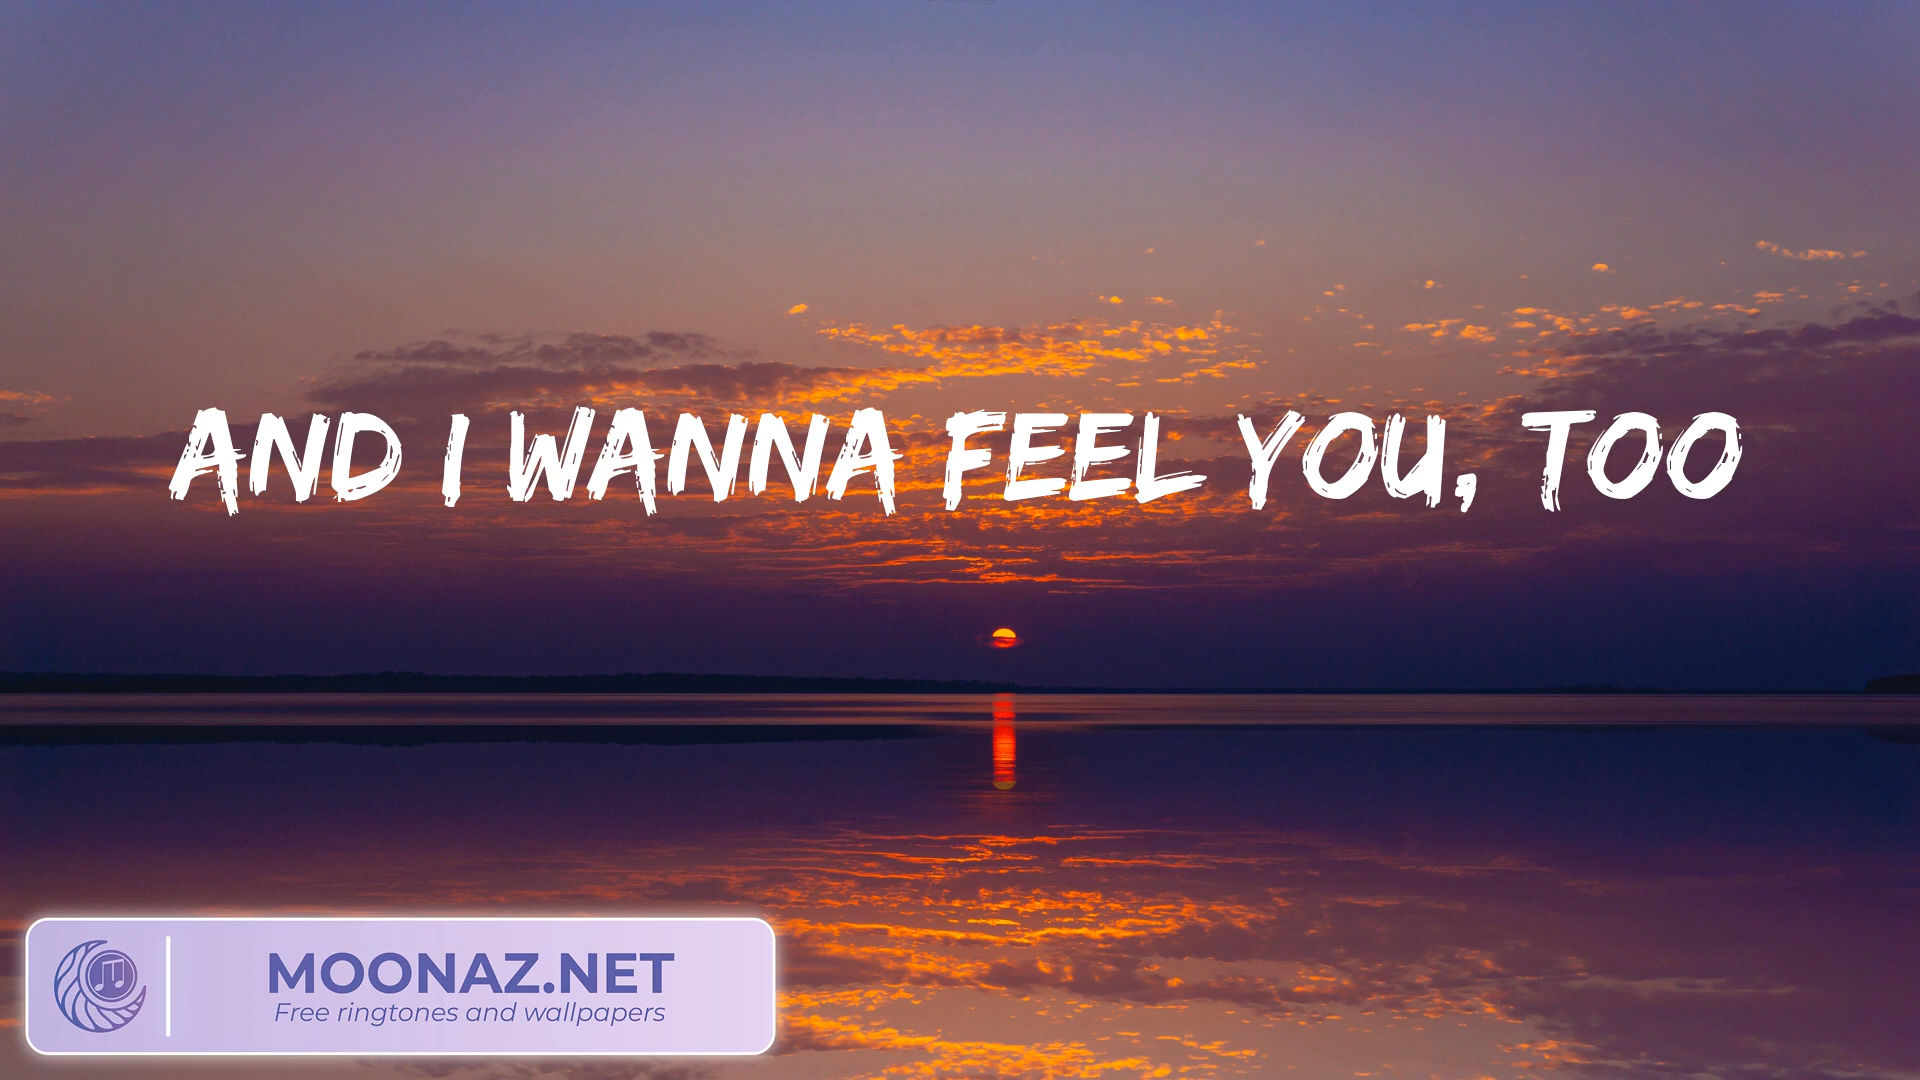 AND I WANNA FEEL YOU, TOO
MOONAZ.NET
Free ringtones and wallpapers